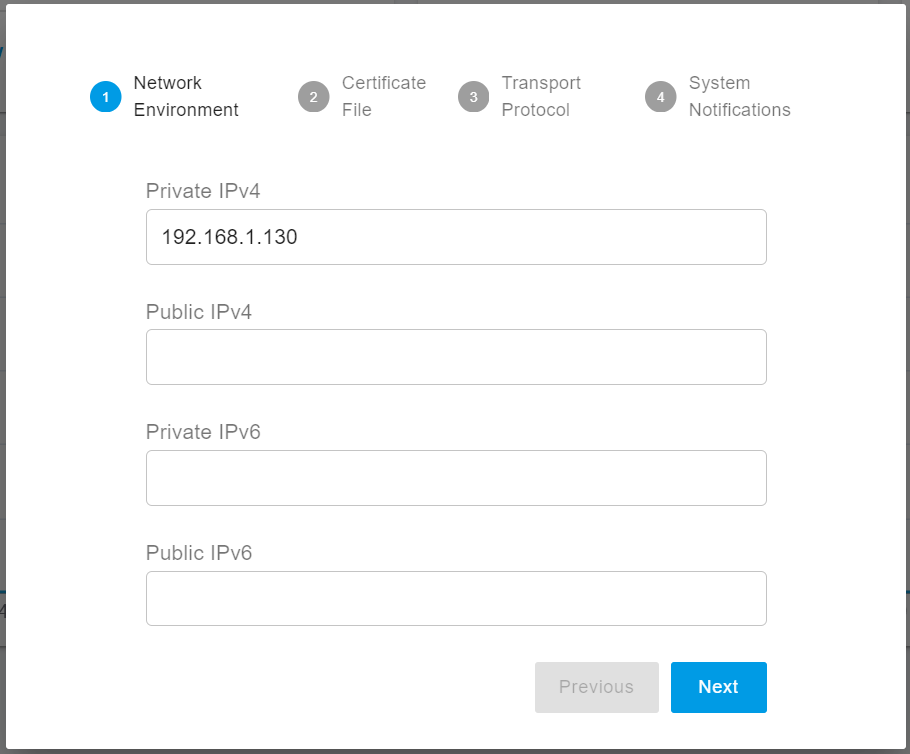 1
Network
Environment
2
Certificate
File
3
Transport
Protocol
4
System
Notifications
Private IPv4
192.168.1.130
Public IPv4
Private IPv6
Public IPv6
Previous
Next